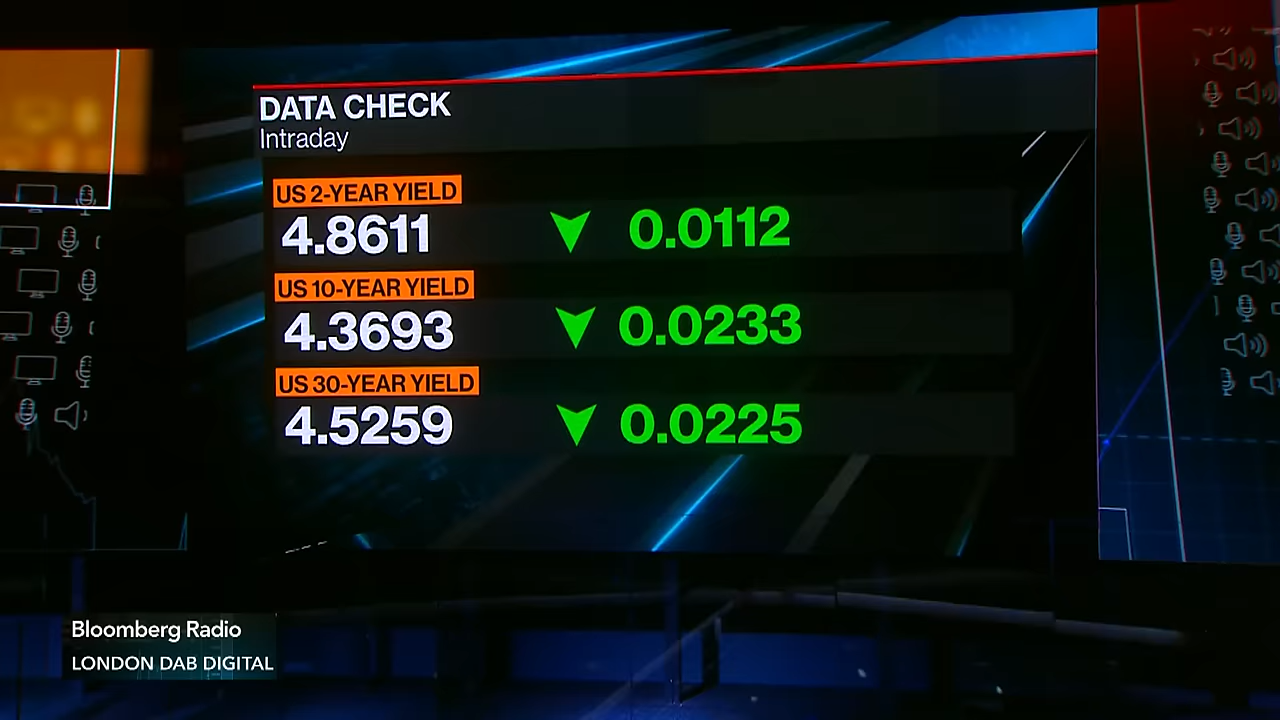 DATA CHECK
Intraday
US 2-YEAR YIELD
4.8611 0.0112
US 10-YEAR YIELD
4.3693 0.0233
US 30-YEAR YIELD
4.5259 0.0225
Bloomberg Radio
LONDON DAB DIGITAL